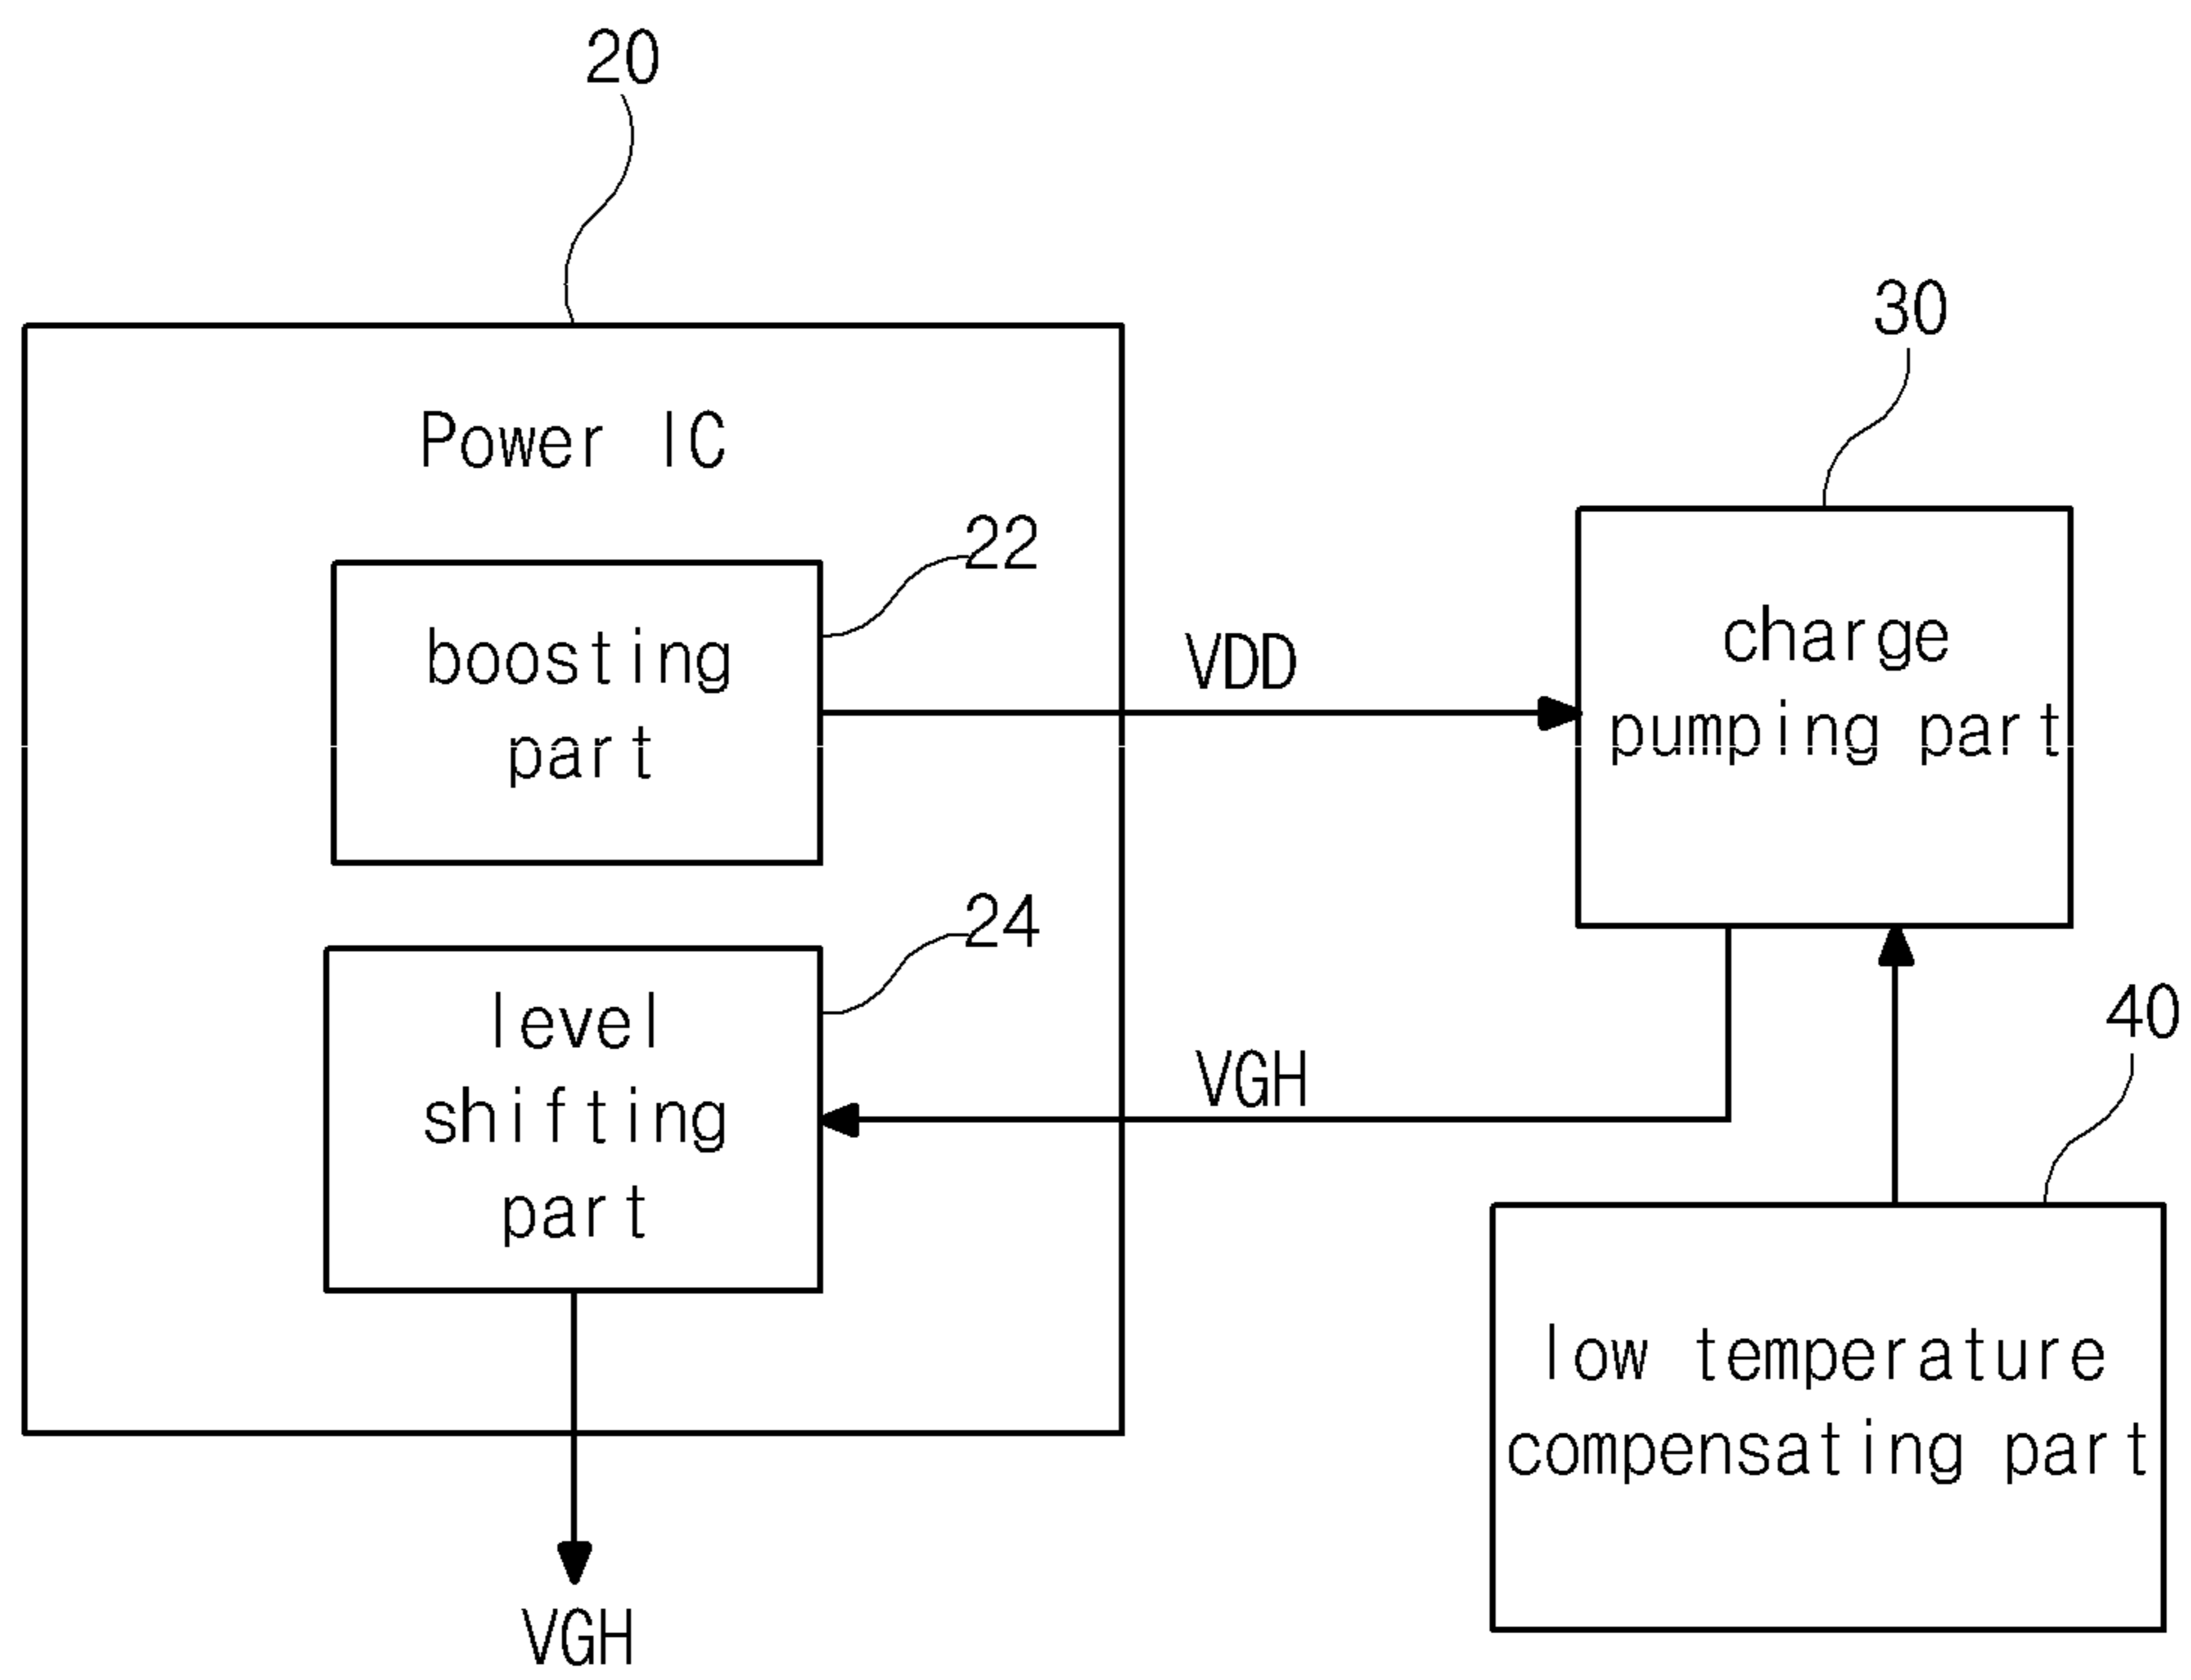 20
30
Power IC
22
boosting
part
VDD
charge
pumping part
24
level
shifting
part
VGH
40
low temperature
compensating part
VGH